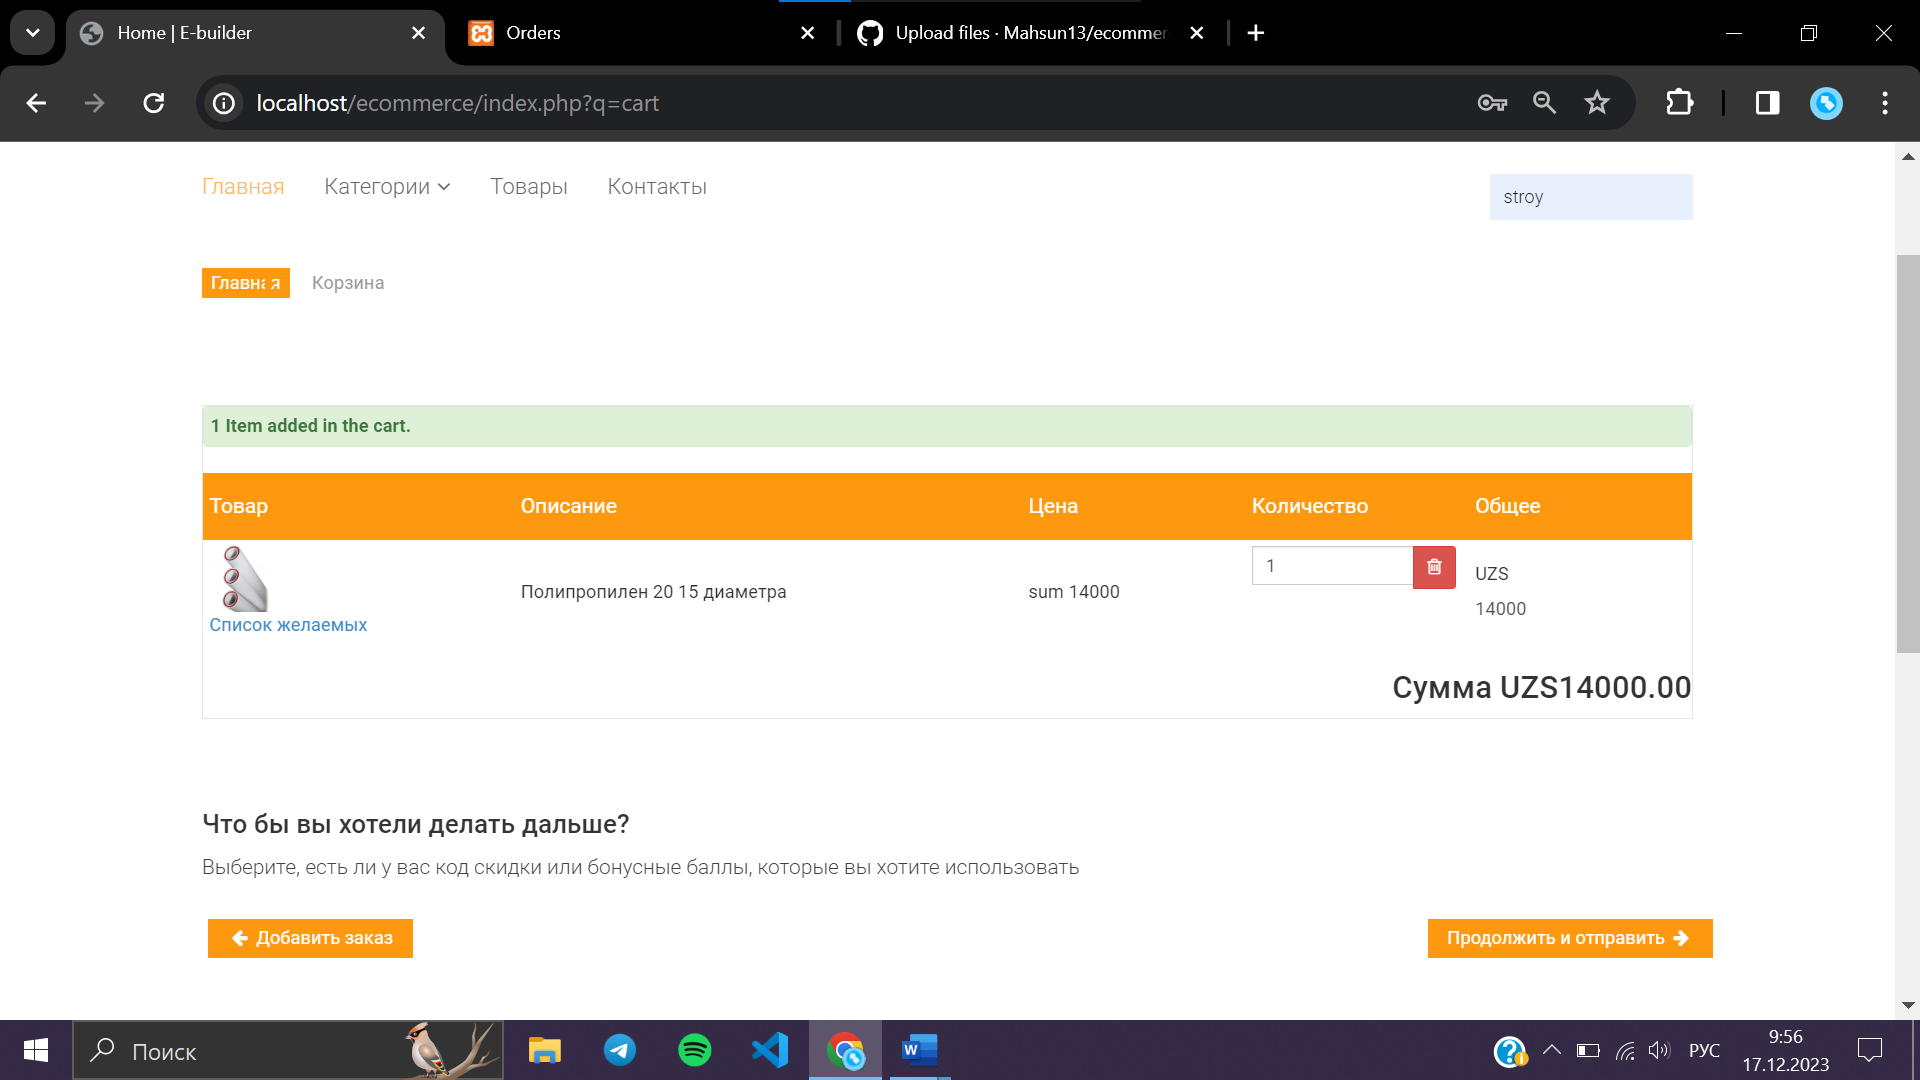 Home | E-builder
Orders
Upload files · Mahsun13/ecommer
localhost/ecommerce/index.php?q=cart
Главная Категории Товары Контакты
stroy
Главная Корзина
1 Item added in the cart.
Товар Описание Цена Количество Общее
Полипропилен 20 15 диаметра sum 14000 1 UZS
14000
Список желаемых
Сумма UZS14000.00
Что бы вы хотели делать дальше?
Выберите, есть ли у вас код скидки или бонусные баллы, которые вы хотите использовать
Добавить заказ
Продолжить и отправить
Поиск
W
РУС
9:56
17.12.2023